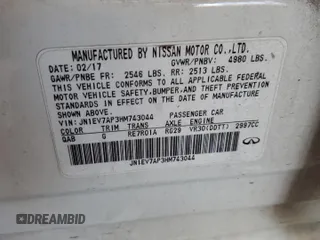 MANUFACTURED BY NISSAN MOTOR CO.,LTD.
DATE: 02/17 GVWR/PNBV: 4980 LBS.
GAWR/PNBE FR: 2546 LBS. RR: 2513 LBS.
THIS VEHICLE CONFORMS TO ALL APPLICABLE FEDERAL
MOTOR VEHICLE SAFETY,BUMPER,AND THEFT
PREVENTION STANDARDS IN EFFECT ON THE DATE OF
MANUFACTURE SHOWN ABOVE.
VIN:JN1EV7AP3HM743044 PASSENGER CAR
COLOR TRIM TRANS AXLE ENGINE
QAB G RE7R01A RG29 VR30(DDTT) 2997CC
JN1EV7AP3HM743044
INFINITI
DREAMBID